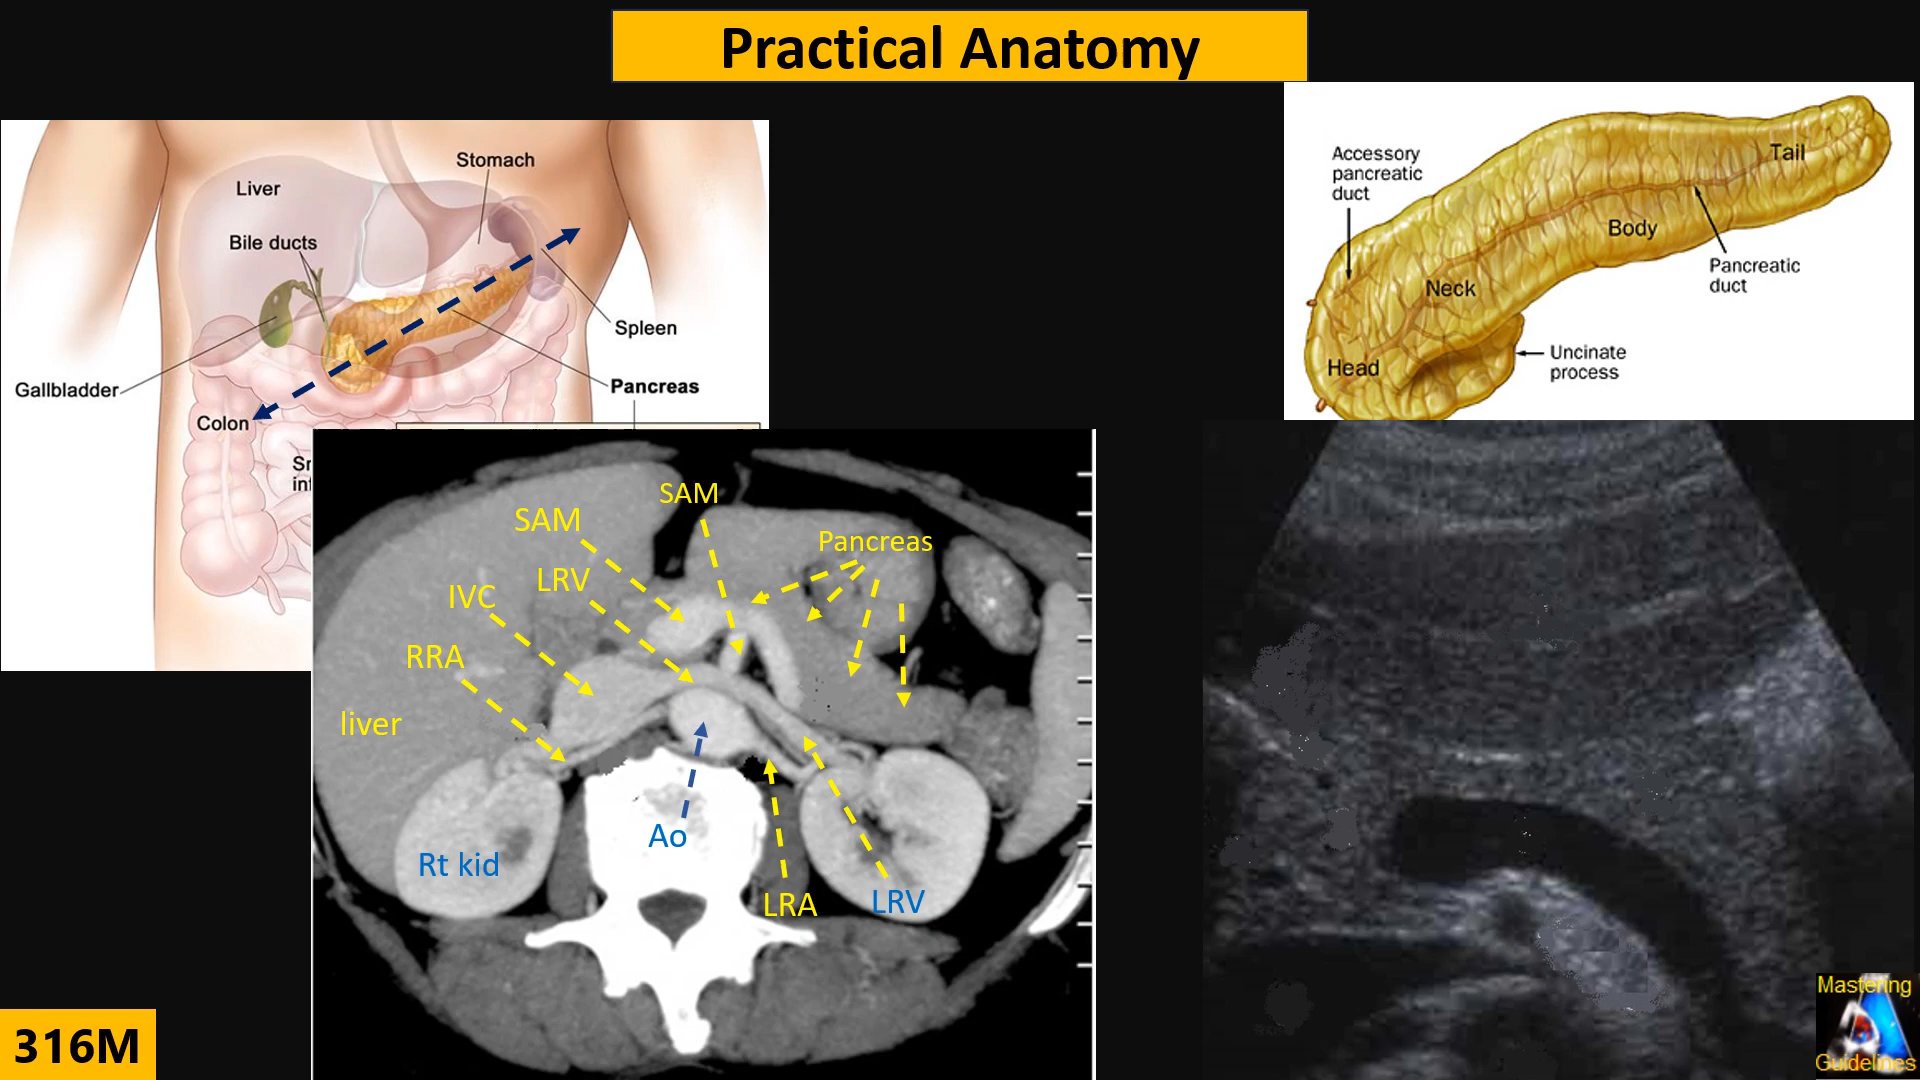 Practical Anatomy
Stomach
Liver
Bile ducts
Spleen
Pancreas
Gallbladder
Colon
Accessory
pancreatic
duct
Tail
Body
Pancreatic
duct
Neck
Uncinate
process
Head
SAM
SAM
Pancreas
LRV
IVC
RRA
liver
Ao
Rt kid
LRA
LRV
316M
Mastering
Guidelines